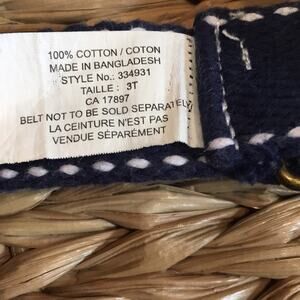 100% COTTON / COTON
MADE IN BANGLADESH
STYLE No.: 334931
TAILLE : 3T
CA 17897
BELT NOT TO BE SOLD SEPARATELY
LA CEINTURE N'EST PAS
VENDUE SÉPARÉMENT